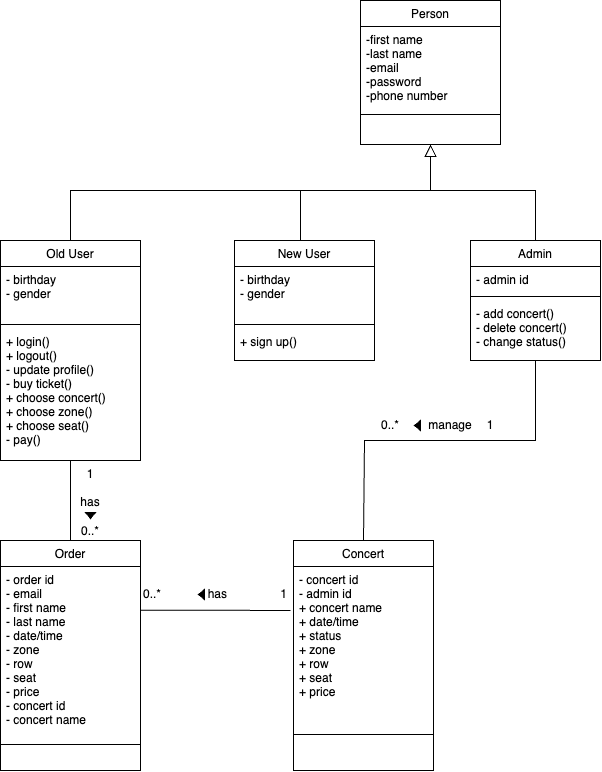 Person
-first name
-last name
-email
-password
-phone number
Old User
- birthday
- gender
+ login()
+ logout()
- update profile()
- buy ticket()
+ choose concert()
+ choose zone()
+ choose seat()
- pay()
New User
- birthday
- gender
+ sign up()
Admin
- admin id
- add concert()
- delete concert()
- change status()
0..* manage 1
1
has
0..*
Order
- order id
- email
- first name
- last name
- date/time
- zone
- row
- seat
- price
- concert id
- concert name
0..* has 1
Concert
- concert id
- admin id
+ concert name
+ date/time
+ status
+ zone
+ row
+ seat
+ price